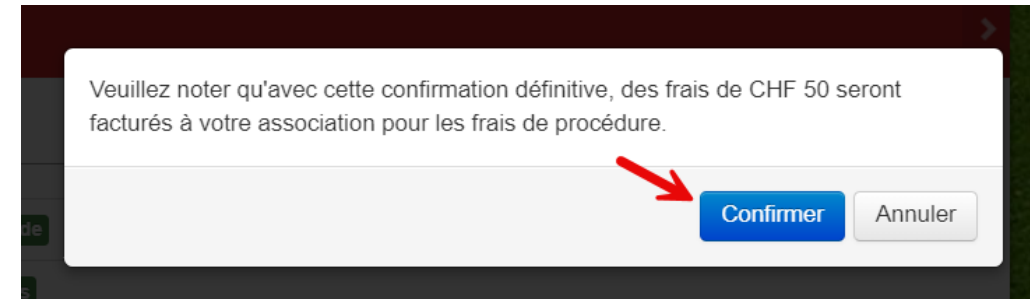 Veuillez noter qu'avec cette confirmation définitive, des frais de CHF 50 seront
facturés à votre association pour les frais de procédure.
Confirmer Annuler
de
s